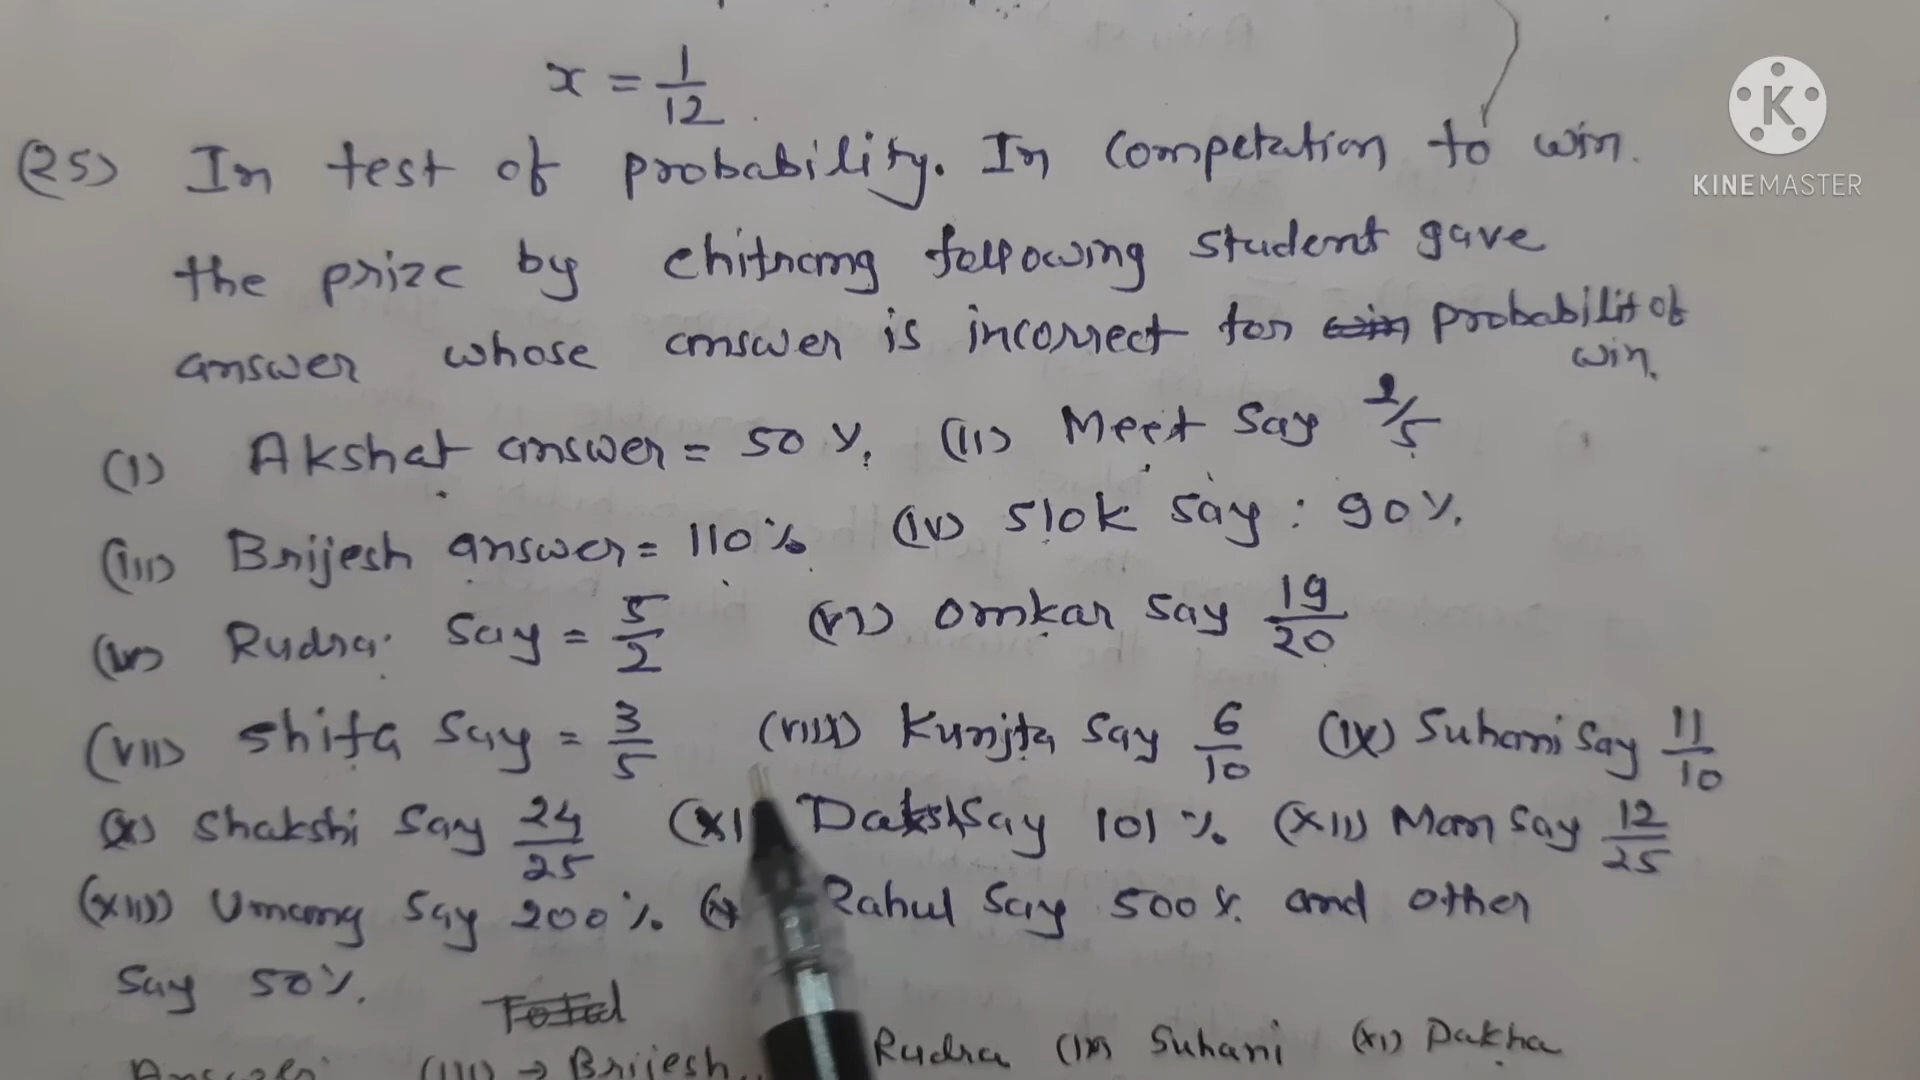 x = 1/12.
(25) In test of probability. In competation to win.
the prize by chitrang following student gave
answer whose answer is incorrect for win probabilit of
win.
(i) Akshat answer = 50 %. (ii) Meet say 2/5
(iii) Brijesh answer = 110 % (iv) Slok say : 90 %.
Rudra say = 5/2 (vi) Omkar say 19/20
(vii) Shifa say = 3/5 (viii) Kunjta say 6/10 (ix) Suhani say 11/10
(x) Shakshi say 24/25 (xi) Daksh say 101 % (xii) Man say 12/25
(xiii) Umang say 200 %. Rahul say 500 %. and other
say 50 %. Total
(iii) → Brijesh Rudra (ix) Suhani (xi) Daksha
KINEMASTER